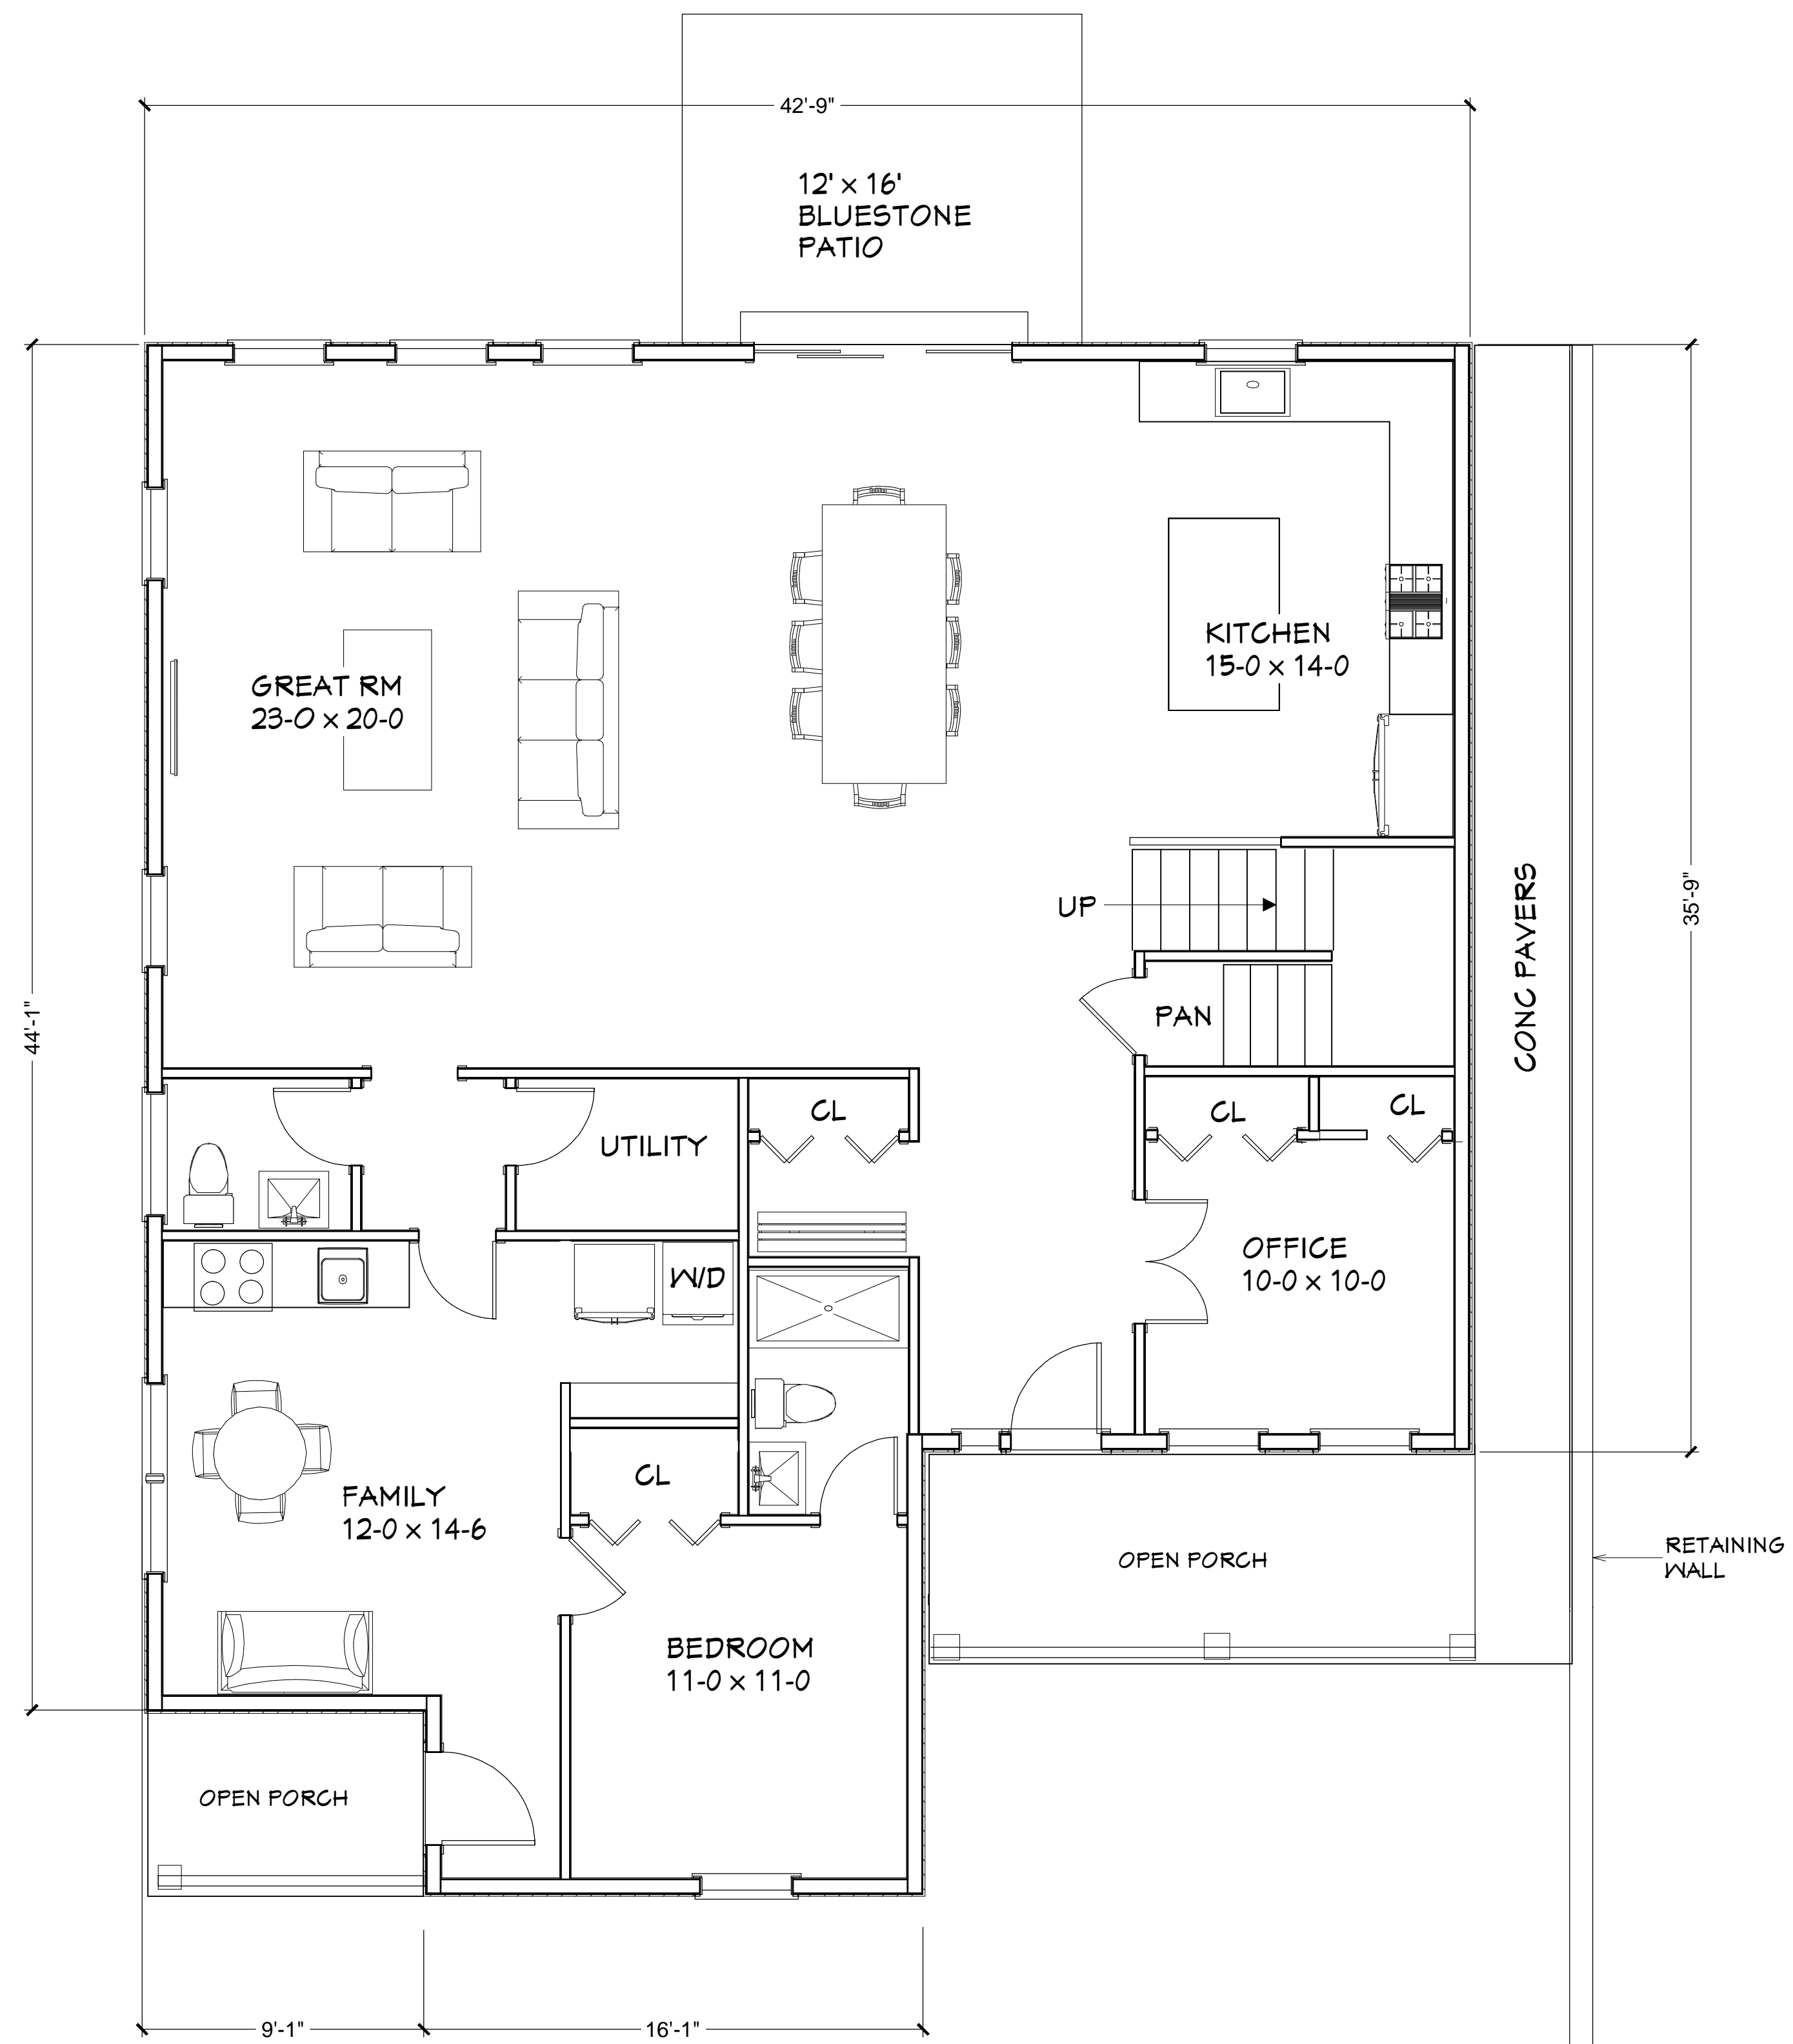 42'-9"
12' x 16'
BLUESTONE
PATIO
KITCHEN
15-0 x 14-0
GREAT RM
23-0 x 20-0
35'-9"
CONC PAVERS
UP
44'-1"
PAN
CL
CL
CL
UTILITY
OFFICE
10-0 x 10-0
W/D
CL
FAMILY
12-0 x 14-6
OPEN PORCH
RETAINING
WALL
BEDROOM
11-0 x 11-0
OPEN PORCH
9'-1"
16'-1"